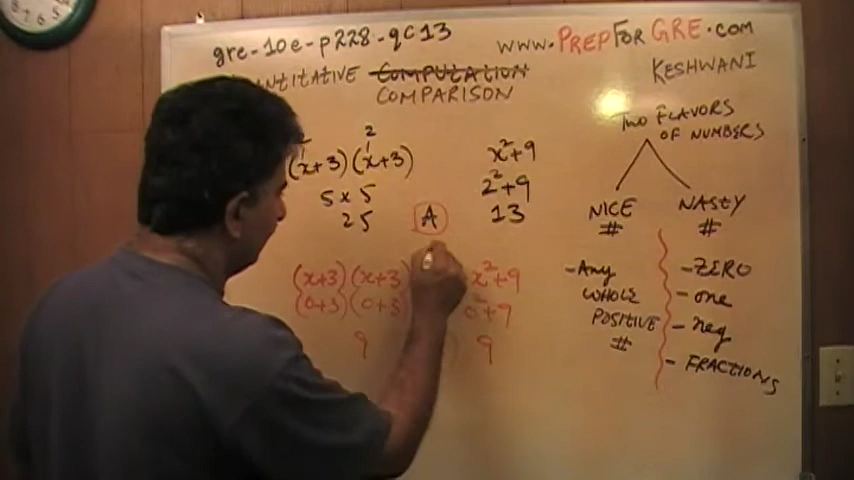 gre-10e-p228-qc13
www.PREPFORGRE.COM
COMPUTATION
KESHWANI
COMPARISON
TWO FLAVORS
OF NUMBERS
2
(x+3)(x+3)
x²+9
5 x 5
2²+9
25
A
13
NICE
#
NASTY
#
(x+3)(x+3)
x²+9
(0+3)(0+3)
0²+9
9
9
- Any
WHOLE
POSITIVE
#
- ZERO
- one
- neg
- FRACTIONS